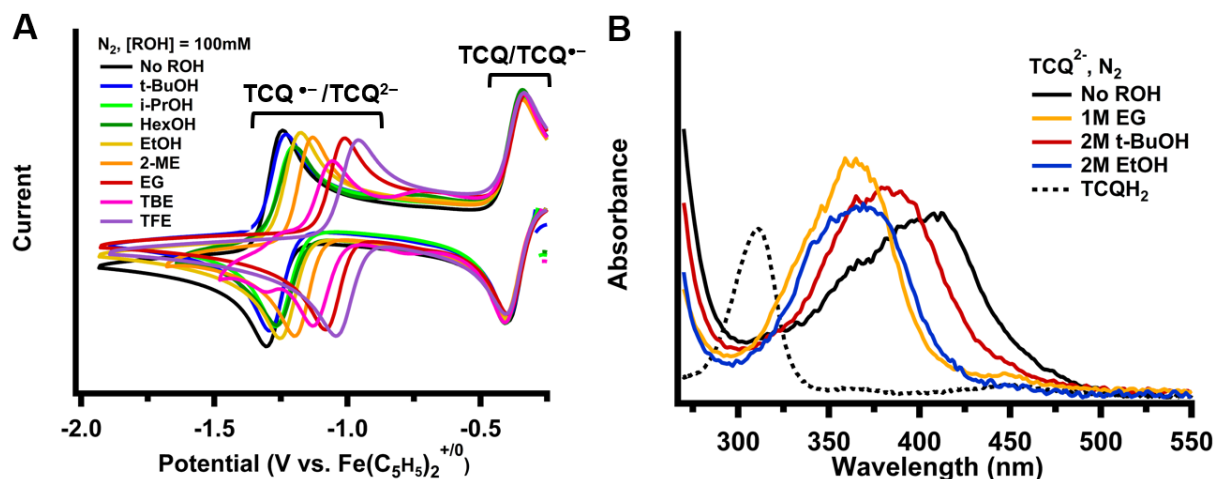 A
N₂, [ROH] = 100mM
No ROH
t-BuOH
i-PrOH
HexOH
EtOH
2-ME
EG
TBE
TFE
TCQ•−/TCQ²⁻
TCQ/TCQ•−
Current
-2.0
-1.5
-1.0
-0.5
Potential (V vs. Fe(C₅H₅)₂⁺/⁰
B
TCQ²⁻, N₂
No ROH
1M EG
2M t-BuOH
2M EtOH
TCQH₂
Absorbance
300
350
400
450
500
550
Wavelength (nm)